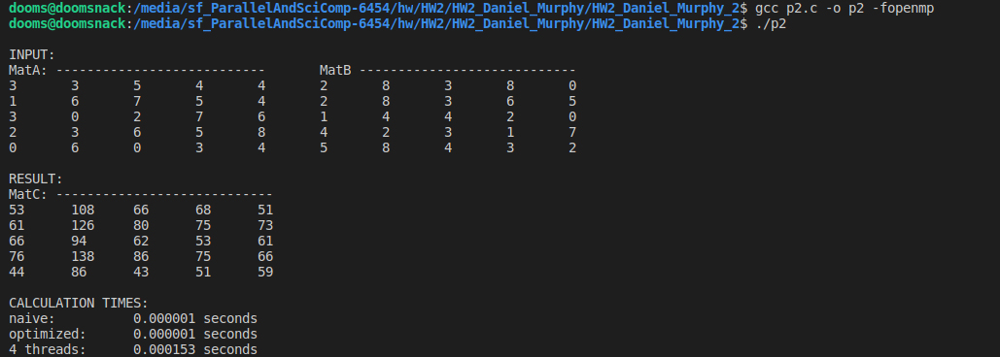 dooms@doomsnack:/media/sf_ParallelAndSciComp-6454/hw/HW2/HW2_Daniel_Murphy/HW2_Daniel_Murphy_2$ gcc p2.c -o p2 -fopenmp
dooms@doomsnack:/media/sf_ParallelAndSciComp-6454/hw/HW2/HW2_Daniel_Murphy/HW2_Daniel_Murphy_2$ ./p2
INPUT:
MatA: --------------------------- MatB ----------------------------
3 3 5 4 4 2 8 3 8 0
1 6 7 5 4 2 8 3 6 5
3 0 2 7 6 1 4 4 2 0
2 3 6 5 8 4 2 3 1 7
0 6 0 3 4 5 8 4 3 2
RESULT:
MatC: ----------------------------
53 108 66 68 51
61 126 80 75 73
66 94 62 53 61
76 138 86 75 66
44 86 43 51 59
CALCULATION TIMES:
naive: 0.000001 seconds
optimized: 0.000001 seconds
4 threads: 0.000153 seconds